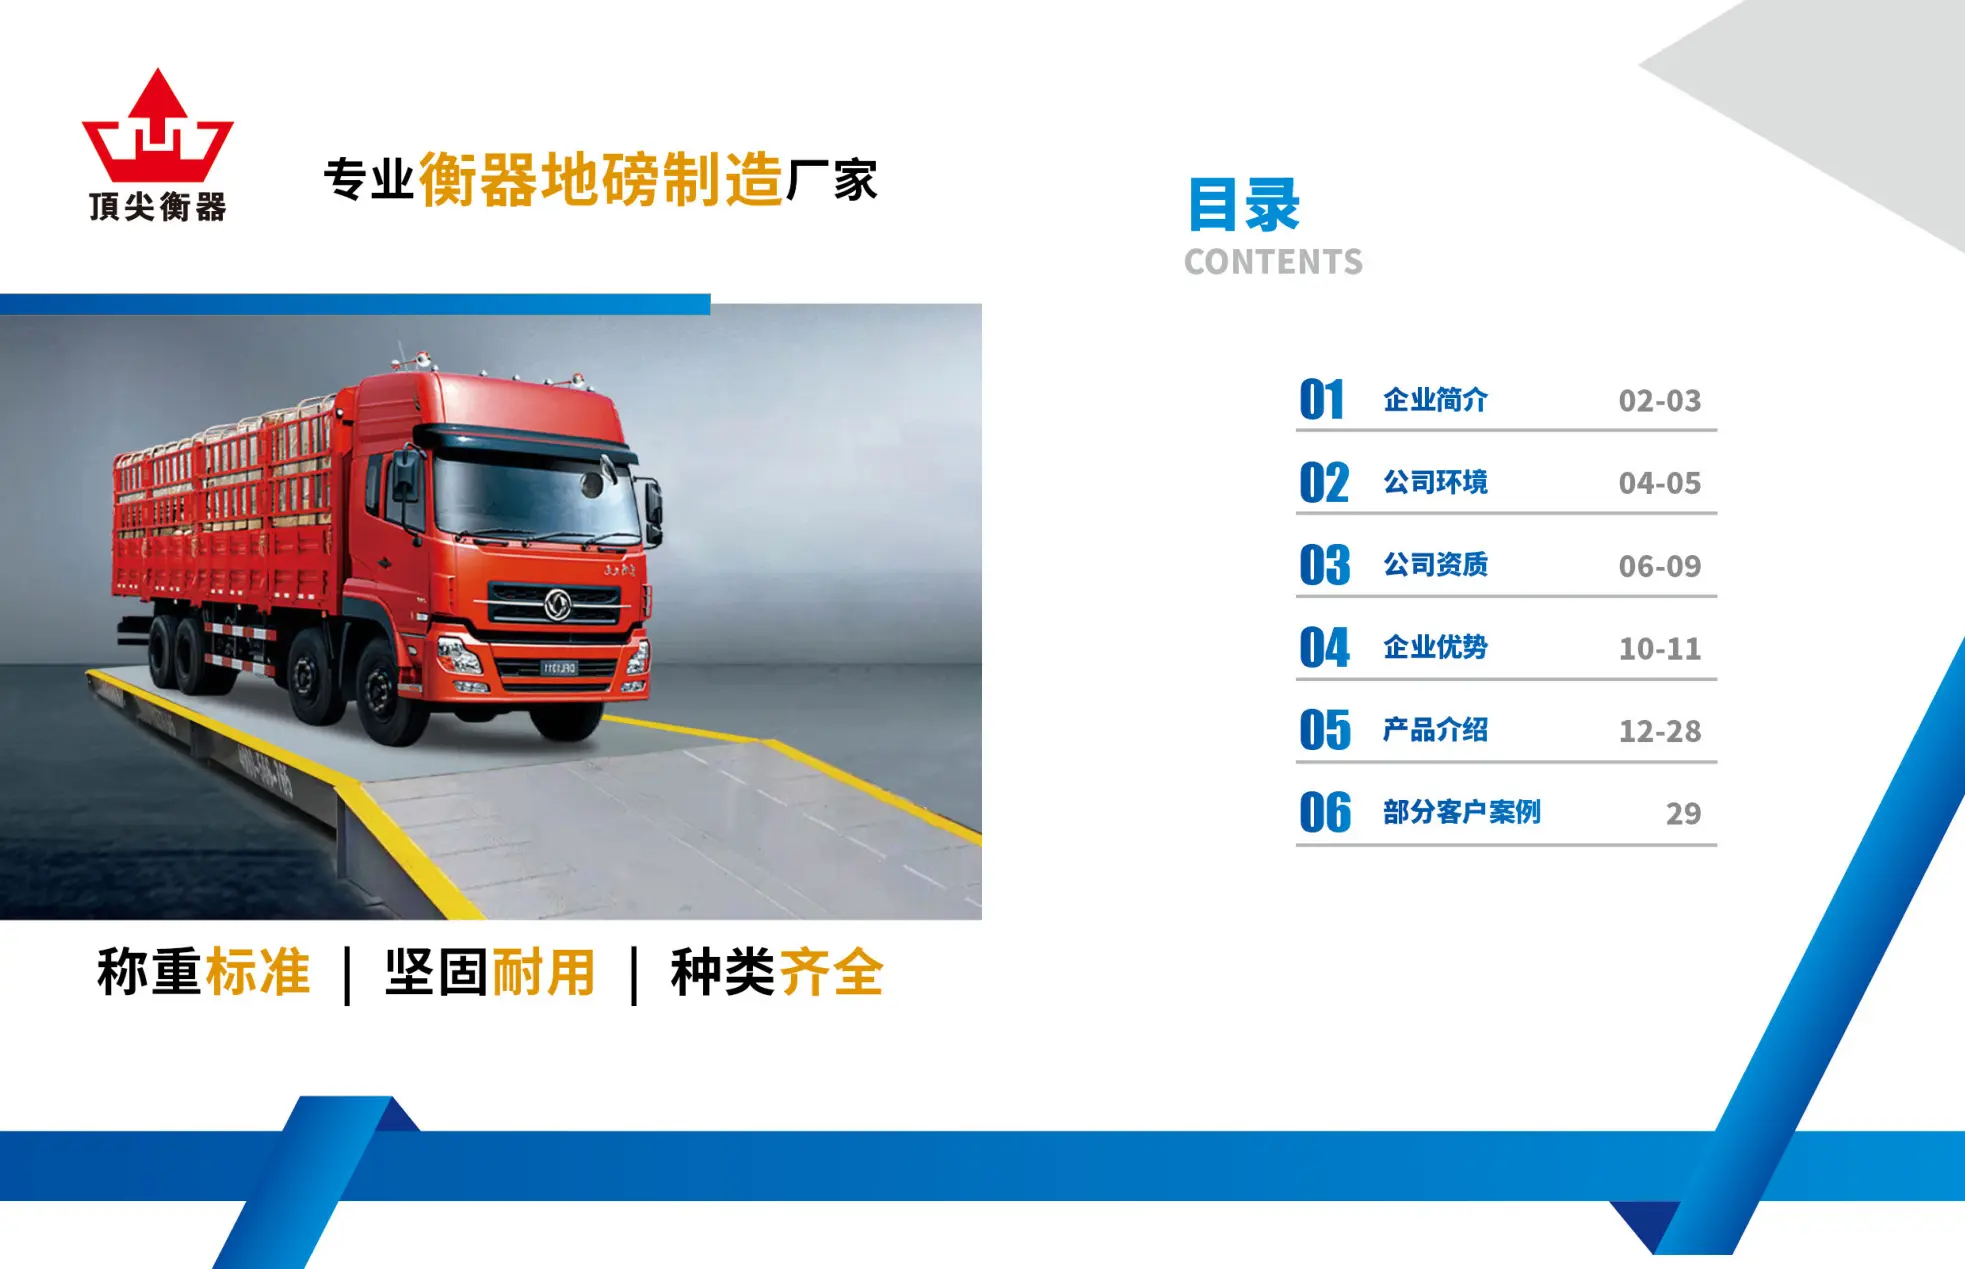 頂尖衡器
专业衡器地磅制造厂家
称重标准 | 坚固耐用 | 种类齐全
目录
CONTENTS
01 企业简介 02-03
02 公司环境 04-05
03 公司资质 06-09
04 企业优势 10-11
05 产品介绍 12-28
06 部分客户案例 29